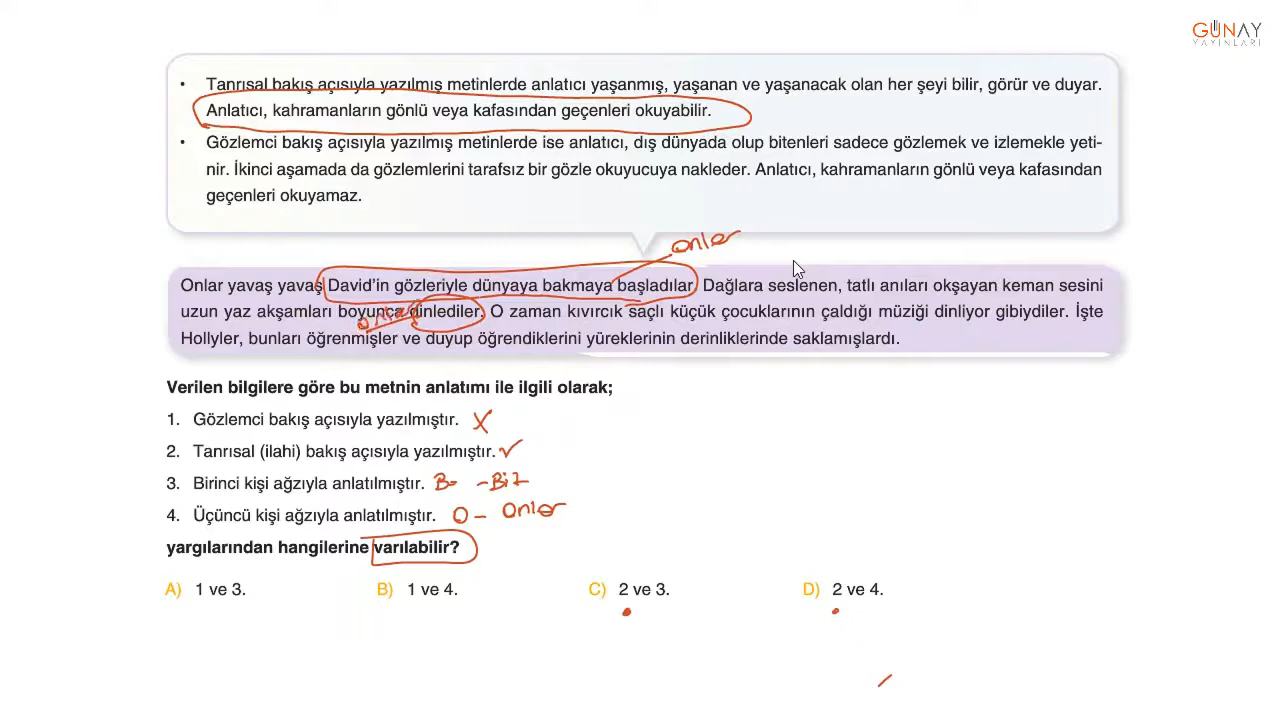 GÜNAY
YAYINLARI
• Tanrısal bakış açısıyla yazılmış metinlerde anlatıcı yaşanmış, yaşanan ve yaşanacak olan her şeyi bilir, görür ve duyar.
Anlatıcı, kahramanların gönlü veya kafasından geçenleri okuyabilir.
• Gözlemci bakış açısıyla yazılmış metinlerde ise anlatıcı, dış dünyada olup bitenleri sadece gözlemek ve izlemekle yeti-
nir. İkinci aşamada da gözlemlerini tarafsız bir gözle okuyucuya nakleder. Anlatıcı, kahramanların gönlü veya kafasından
geçenleri okuyamaz.
onlar
Onlar yavaş yavaş David'in gözleriyle dünyaya bakmaya başladılar. Dağlara seslenen, tatlı anıları okşayan keman sesini
uzun yaz akşamları boyunca dinlediler. O zaman kıvırcık saçlı küçük çocuklarının çaldığı müziği dinliyor gibiydiler. İşte
onlar
Hollyler, bunları öğrenmişler ve duyup öğrendiklerini yüreklerinin derinliklerinde saklamışlardı.
Verilen bilgilere göre bu metnin anlatımı ile ilgili olarak;
1. Gözlemci bakış açısıyla yazılmıştır. X
2. Tanrısal (ilahi) bakış açısıyla yazılmıştır. ✓
3. Birinci kişi ağzıyla anlatılmıştır. - Biz
4. Üçüncü kişi ağzıyla anlatılmıştır. O - onlar
yargılarından hangilerine varılabilir?
A) 1 ve 3. B) 1 ve 4. C) 2 ve 3. D) 2 ve 4.